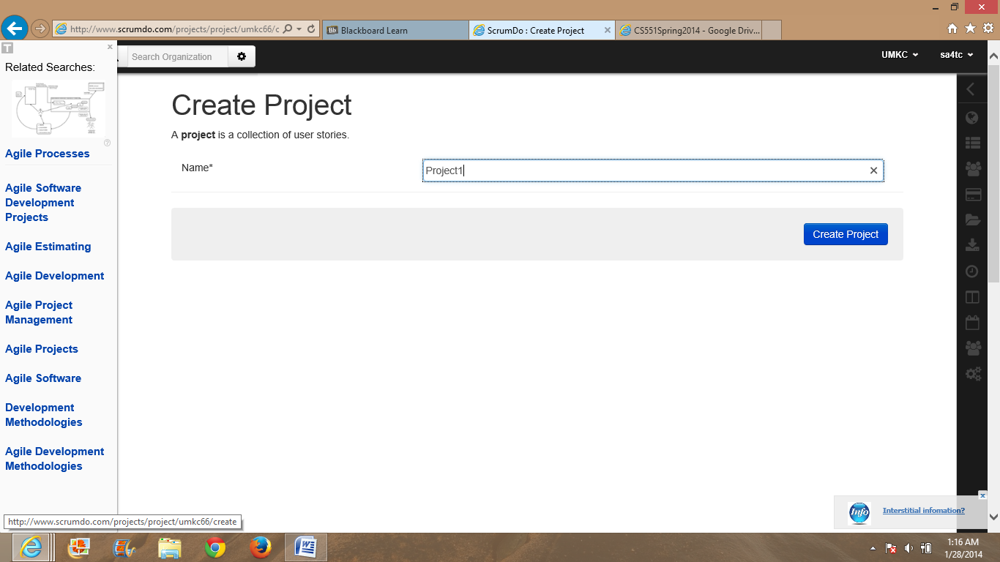 http://www.scrumdo.com/projects/project/umkc66/c
Bb Blackboard Learn
ScrumDo : Create Project
CS551Spring2014 - Google Driv...
T
Related Searches:
Agile Processes
Agile Software
Development
Projects
Agile Estimating
Agile Development
Agile Project
Management
Agile Projects
Agile Software
Development
Methodologies
Agile Development
Methodologies
Search Organization
UMKC
sa4tc
Create Project
A project is a collection of user stories.
Name*
Project1
Create Project
Info
Interstitial infomation?
http://www.scrumdo.com/projects/project/umkc66/create
1:16 AM
1/28/2014